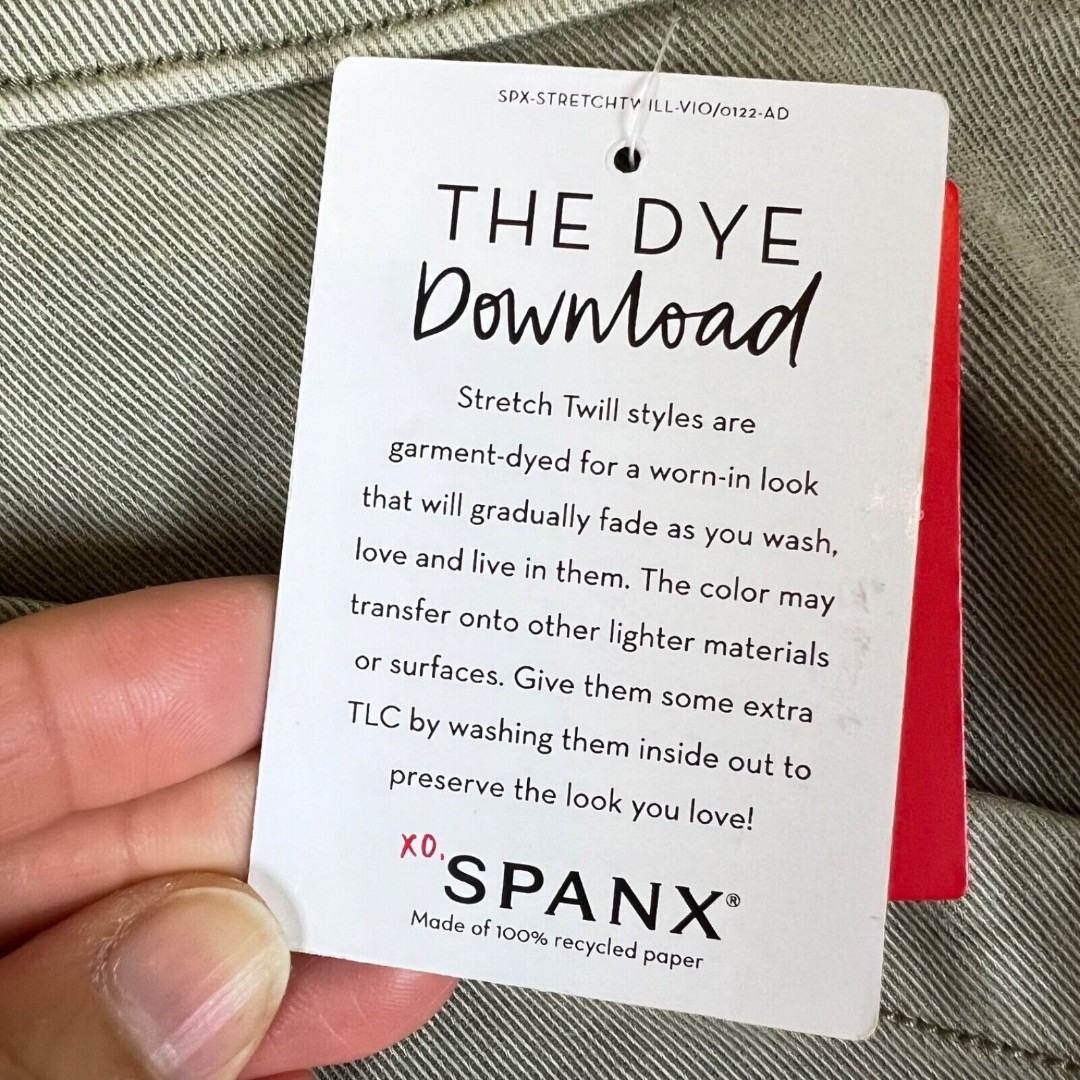 SPX-STRETCHTWILL-VIO/0122-AD
THE DYE
Download
Stretch Twill styles are
garment-dyed for a worn-in look
that will gradually fade as you wash,
love and live in them. The color may
transfer onto other lighter materials
or surfaces. Give them some extra
TLC by washing them inside out to
preserve the look you love!
XO,
SPANX®
Made of 100% recycled paper